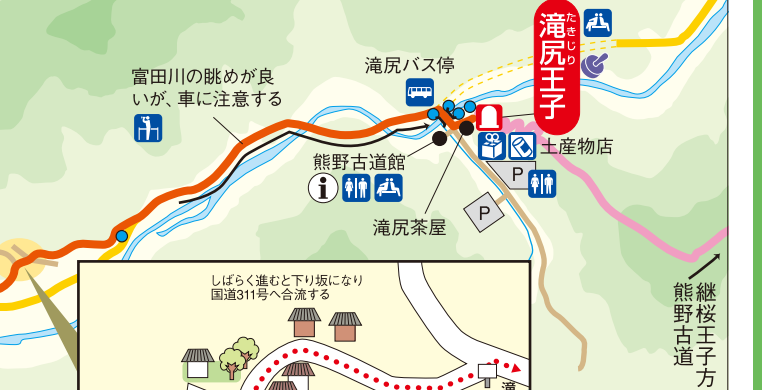 たきじり
滝尻王子
滝尻バス停
富田川の眺めが良
いが、車に注意する
熊野古道館
土産物店
P
P
滝尻茶屋
しばらく進むと下り坂になり
国道311号へ合流する
継桜王子方
熊野古道
滝